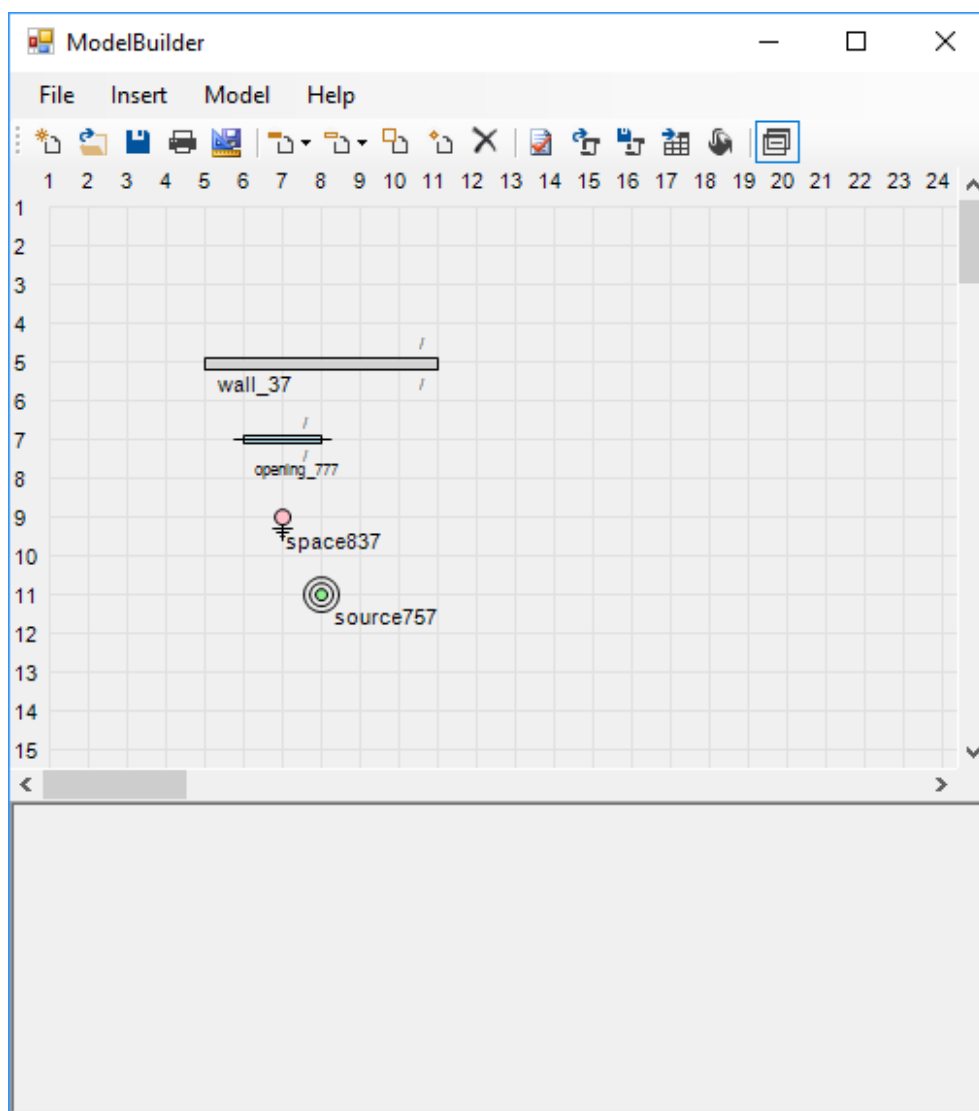 ModelBuilder
File Insert Model Help
1 2 3 4 5 6 7 8 9 10 11 12 13 14 15 16 17 18 19 20 21 22 23 24
1
2
3
4
/
5
wall_37 /
6
/
7
/
opening_777
8
9
space837
10
11
source757
12
13
14
15